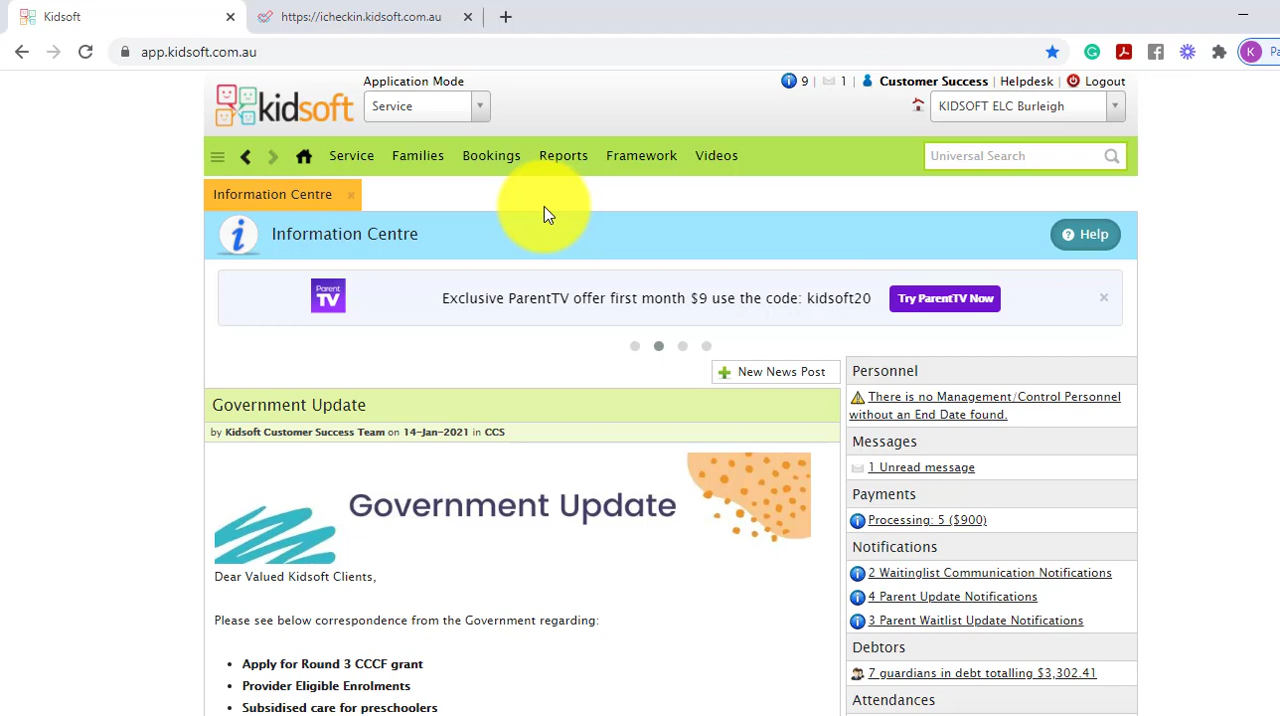 Kidsoft
https://icheckin.kidsoft.com.au
app.kidsoft.com.au
K
Pa
kidsoft
Application Mode
Service
9 | 1 | Customer Success | Helpdesk | Logout
KIDSOFT ELC Burleigh
Service Families Bookings Reports Framework Videos
Universal Search
Information Centre
Information Centre
Help
Parent TV
Exclusive ParentTV offer first month $9 use the code: kidsoft20
Try ParentTV Now
New News Post
Government Update
by Kidsoft Customer Success Team on 14-Jan-2021 in CCS
Government Update
Dear Valued Kidsoft Clients,
Please see below correspondence from the Government regarding:
• Apply for Round 3 CCCF grant
• Provider Eligible Enrolments
• Subsidised care for preschoolers
Personnel
There is no Management/Control Personnel
without an End Date found.
Messages
1 Unread message
Payments
Processing: 5 ($900)
Notifications
2 Waitinglist Communication Notifications
4 Parent Update Notifications
3 Parent Waitlist Update Notifications
Debtors
7 guardians in debt totalling $3,302.41
Attendances